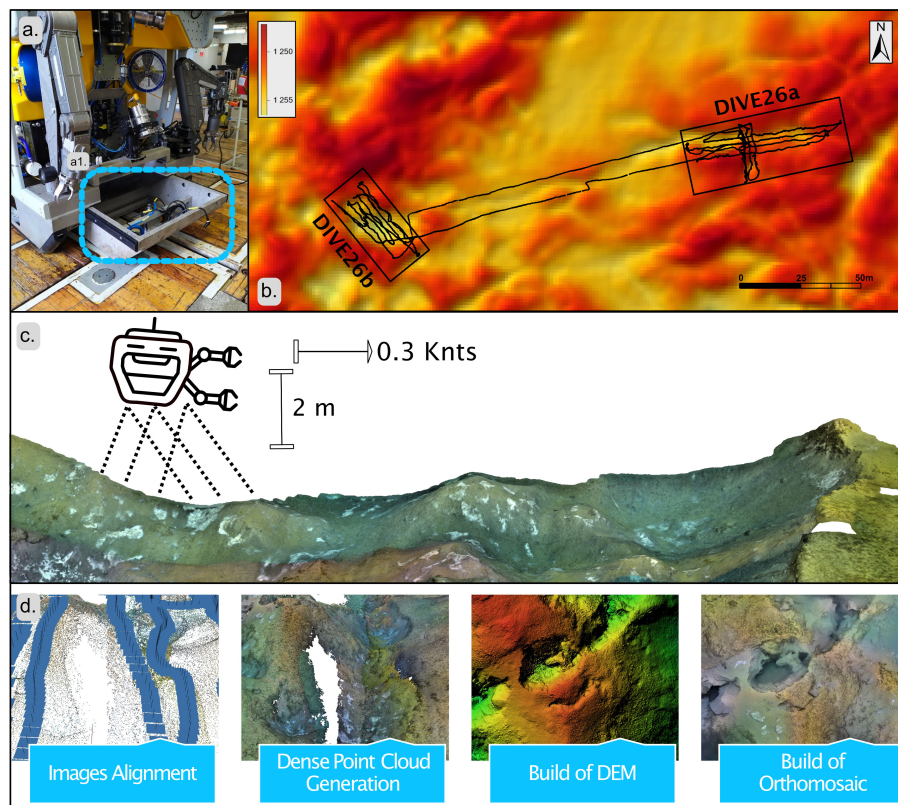 a.
a1.
1 250
1 255
N
DIVE26a
DIVE26b
b.
0 25 50m
c.
0.3 Knts
2 m
d.
Images Alignment
Dense Point Cloud
Generation
Build of DEM
Build of
Orthomosaic